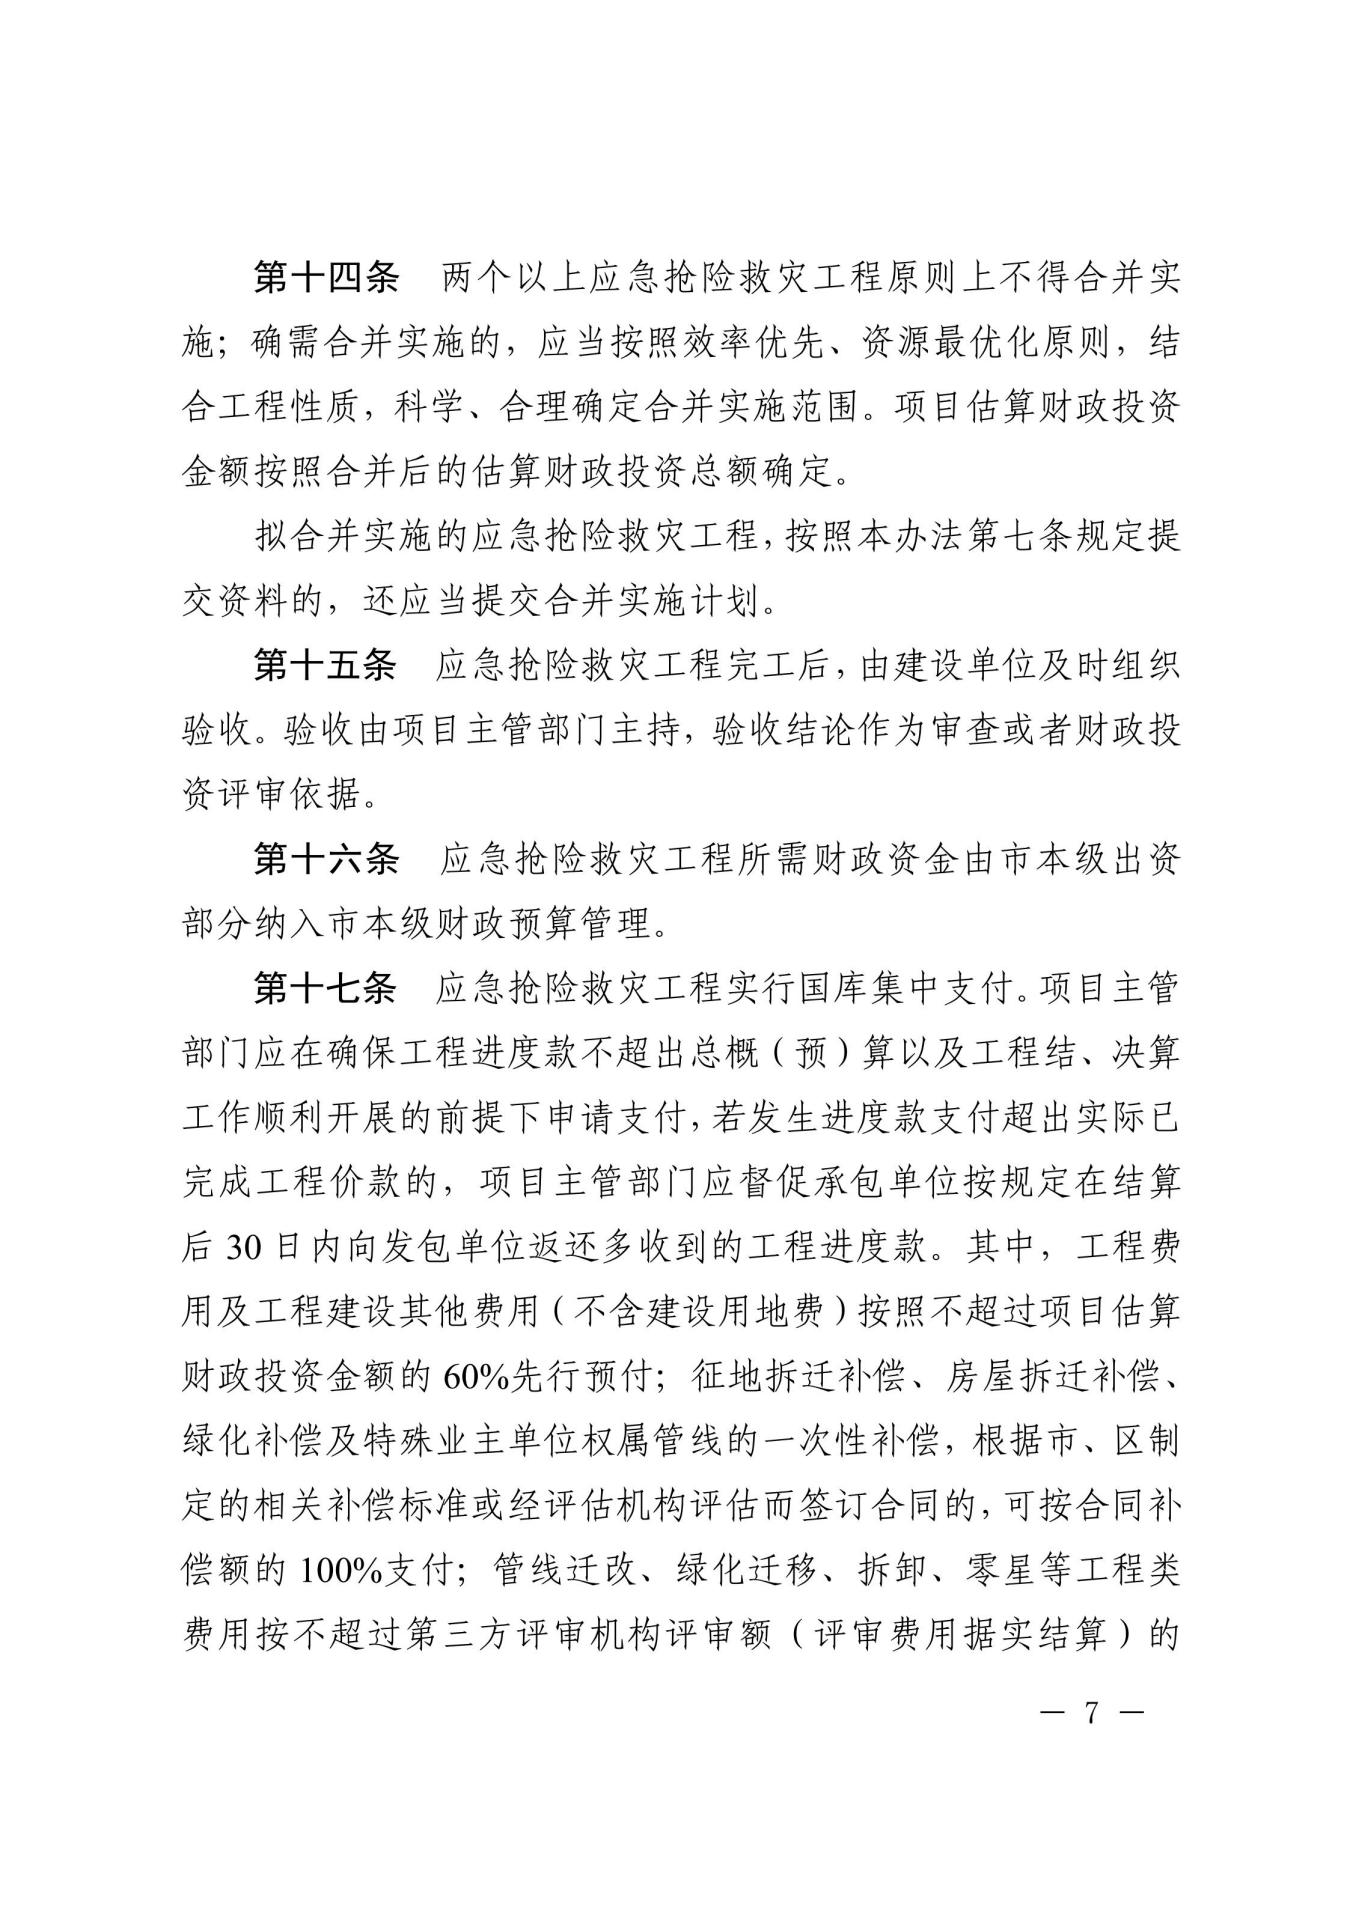 第十四条　两个以上应急抢险救灾工程原则上不得合并实
施；确需合并实施的，应当按照效率优先、资源最优化原则，结
合工程性质，科学、合理确定合并实施范围。项目估算财政投资
金额按照合并后的估算财政投资总额确定。
拟合并实施的应急抢险救灾工程，按照本办法第七条规定提
交资料的，还应当提交合并实施计划。
第十五条　应急抢险救灾工程完工后，由建设单位及时组织
验收。验收由项目主管部门主持，验收结论作为审查或者财政投
资评审依据。
第十六条　应急抢险救灾工程所需财政资金由市本级出资
部分纳入市本级财政预算管理。
第十七条　应急抢险救灾工程实行国库集中支付。项目主管
部门应在确保工程进度款不超出总概（预）算以及工程结、决算
工作顺利开展的前提下申请支付，若发生进度款支付超出实际已
完成工程价款的，项目主管部门应督促承包单位按规定在结算
后 30 日内向发包单位返还多收到的工程进度款。其中，工程费
用及工程建设其他费用（不含建设用地费）按照不超过项目估算
财政投资金额的 60%先行预付；征地拆迁补偿、房屋拆迁补偿、
绿化补偿及特殊业主单位权属管线的一次性补偿，根据市、区制
定的相关补偿标准或经评估机构评估而签订合同的，可按合同补
偿额的 100%支付；管线迁改、绿化迁移、拆卸、零星等工程类
费用按不超过第三方评审机构评审额（评审费用据实结算）的
— 7 —